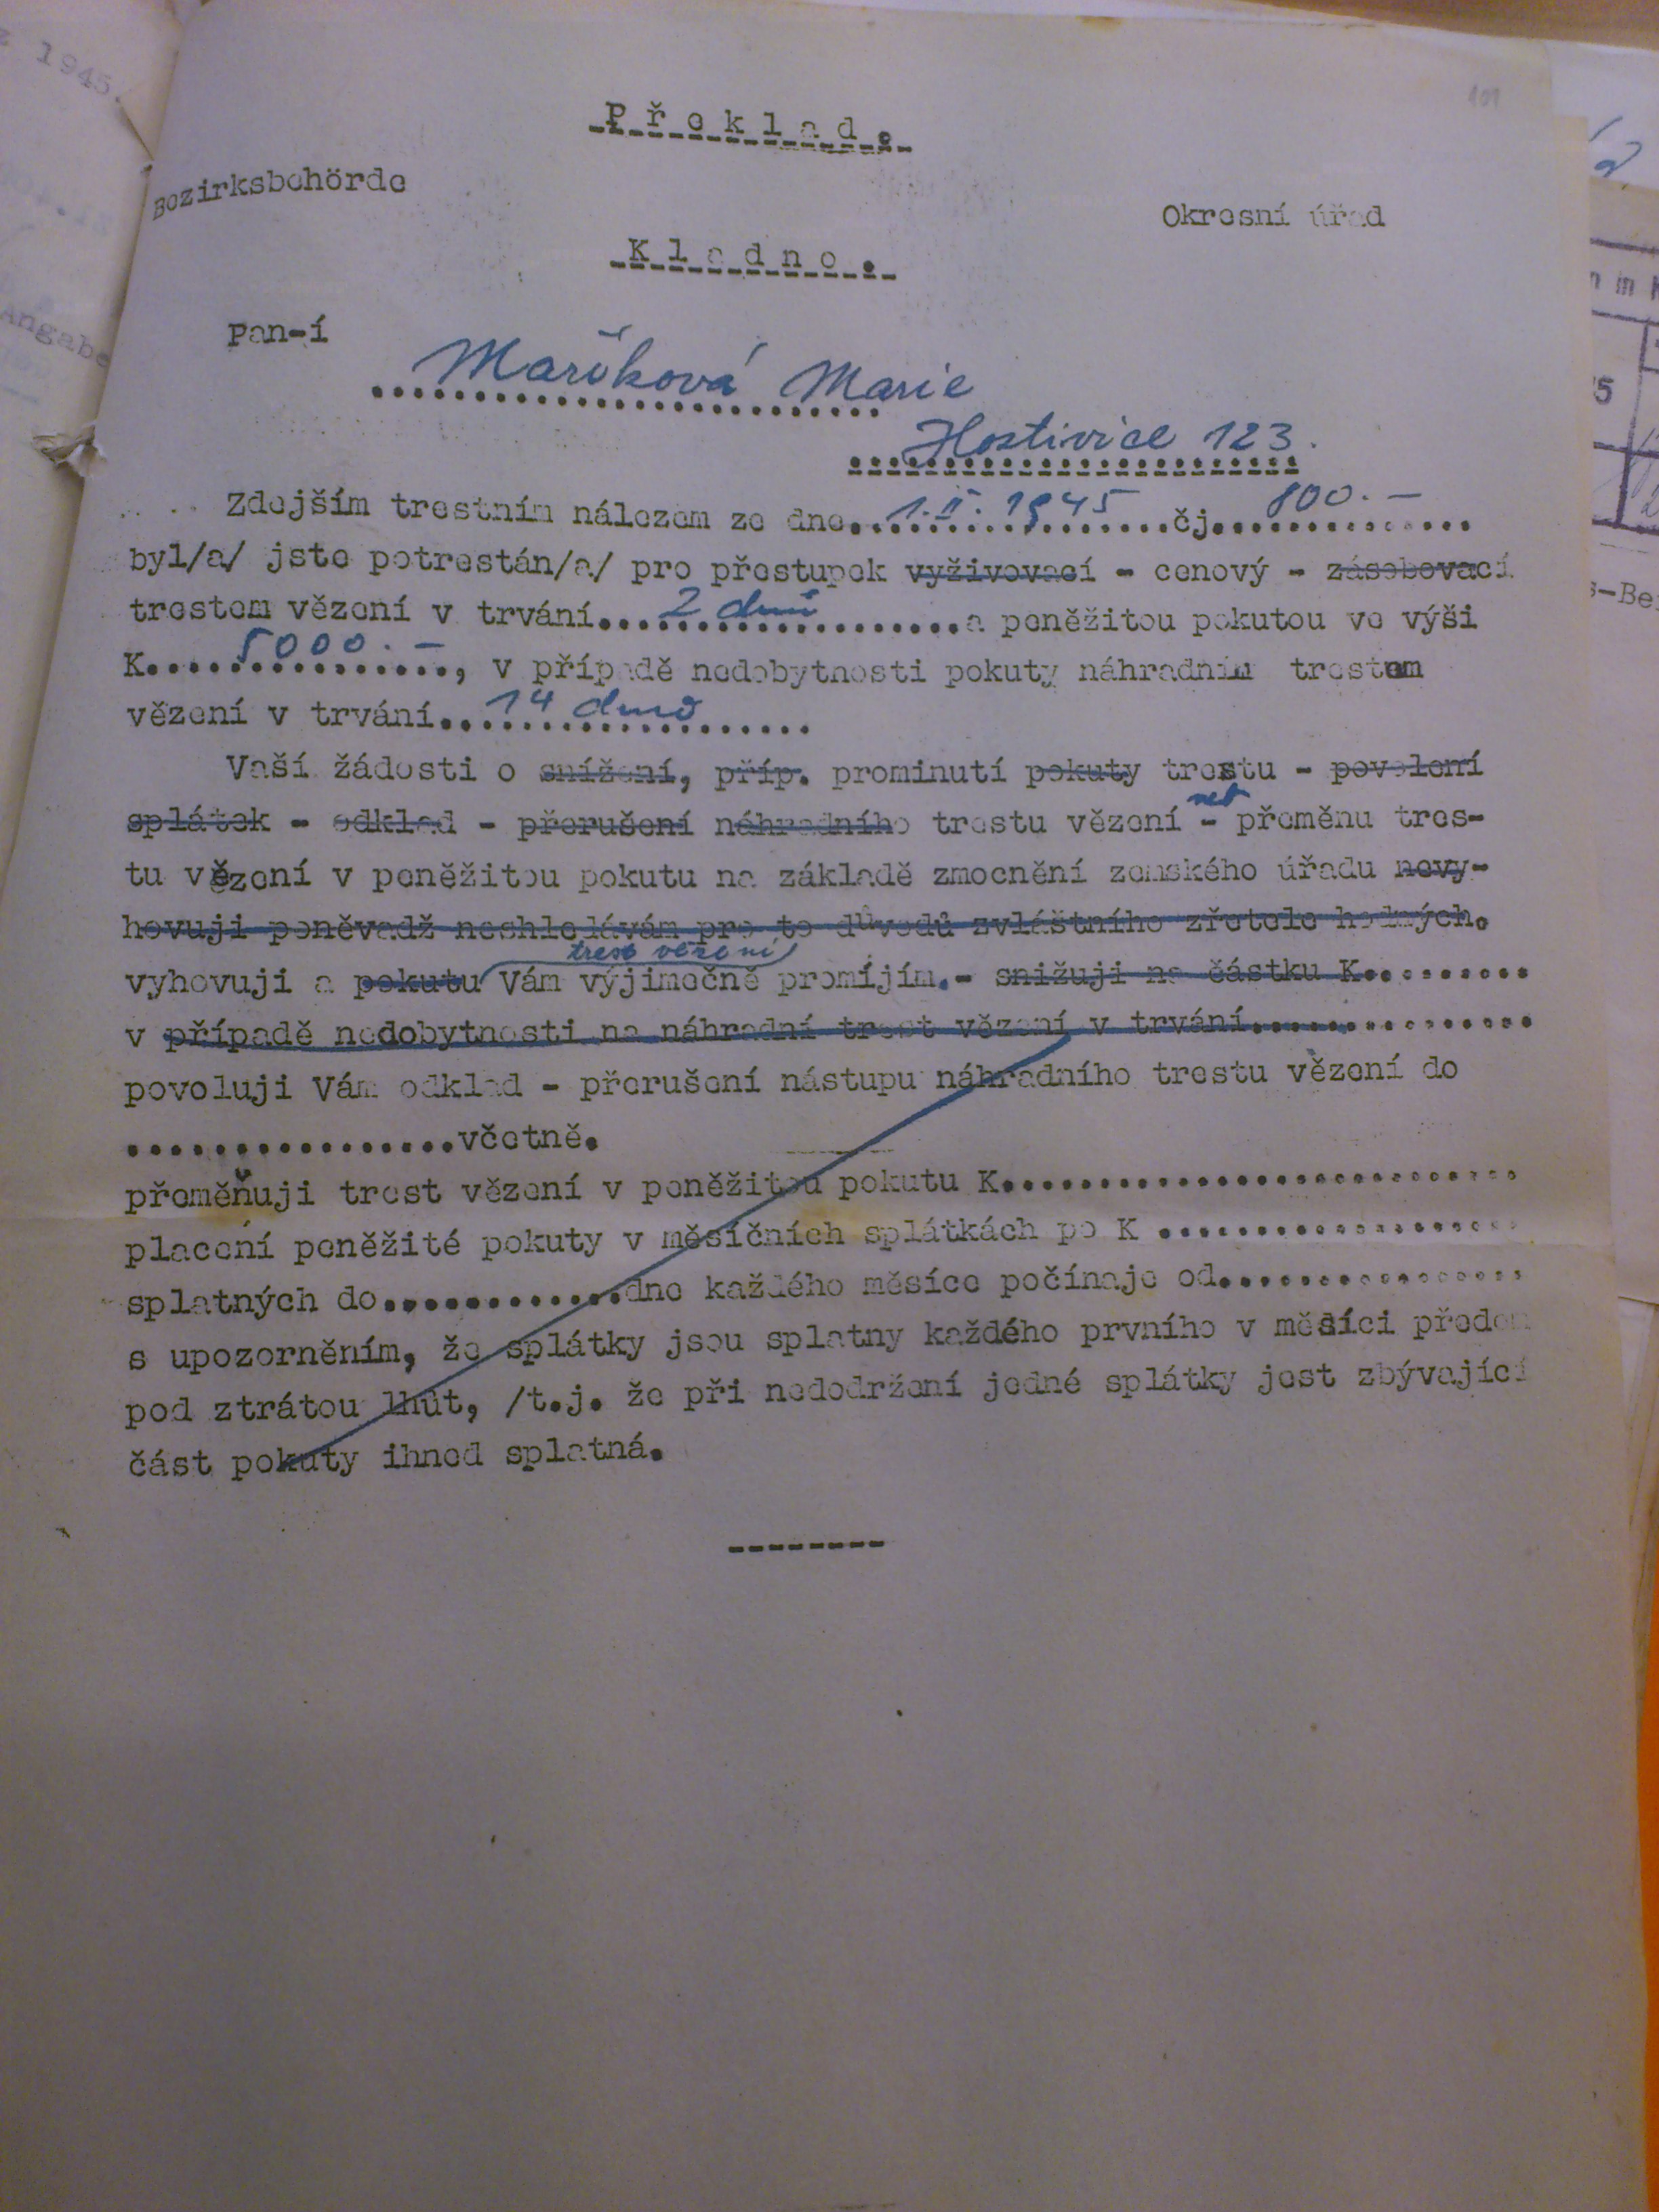 z 1945.
101
Překlad.
Bezirksbehörde
Okresní úřad
Kladno.
Angabe
Pan-í
Maříková Marie
Hostivice 123.
Zdejším trestním nálezem ze dne..1.II.1945......čj....800.-......
byl/a/ jste potrestán/a/ pro přestupek vyživovací - cenový - zásobovací
trestem vězení v trvání....2 dnů..........a peněžitou pokutou ve výši
K....5000.-........, v případě nedobytnosti pokuty náhradním trestem
vězení v trvání..14 dnů..........
Vaší žádosti o snížení, příp. prominutí pokuty trestu - povolení
splátek - odklad - přerušení náhradního trestu vězení - neb přeměnu tres-
tu vězení v peněžitou pokutu na základě zmocnění zemského úřadu nevy-
hovuji poněvadž neshledávám pro to důvodů zvláštního zřetele hodných.
trest vězení
vyhovuji a pokutu Vám výjimečně promíjím.- snižuji na částku K.........
v případě nedobytnosti na náhradní trest vězení v trvání...............
povoluji Vám odklad - přerušení nástupu náhradního trestu vězení do
................včetně.
přeměňuji trest vězení v peněžitou pokutu K............................
placení peněžité pokuty v měsíčních splátkách po K ...................
splatných do............dne každého měsíce počínaje od................
s upozorněním, že splátky jsou splatny každého prvního v měsíci předem
pod ztrátou lhůt, /t.j. že při nedodržení jedné splátky jest zbývající
část pokuty ihned splatná.
--------